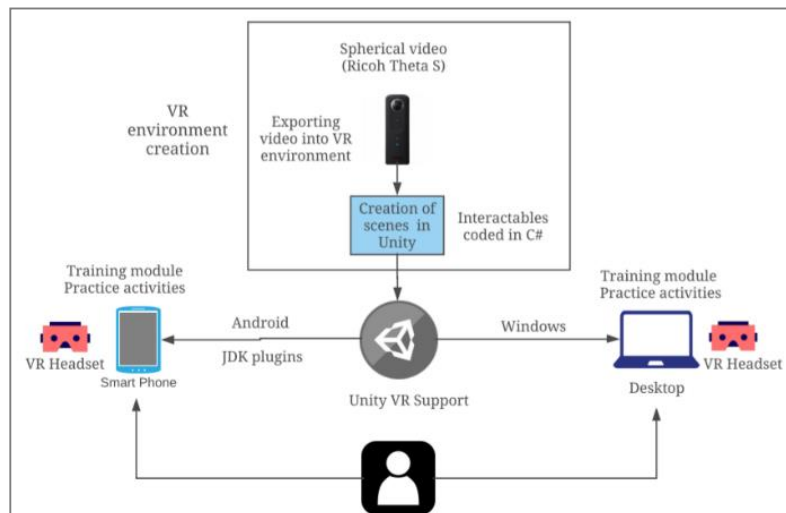 Spherical video
(Ricoh Theta S)
VR
environment
creation
Exporting
video into VR
environment
Creation of
scenes in
Unity
Interactables
coded in C#
Training module
Practice activities
Training module
Practice activities
Android
JDK plugins
Windows
VR Headset
Smart Phone
Unity VR Support
Desktop
VR Headset